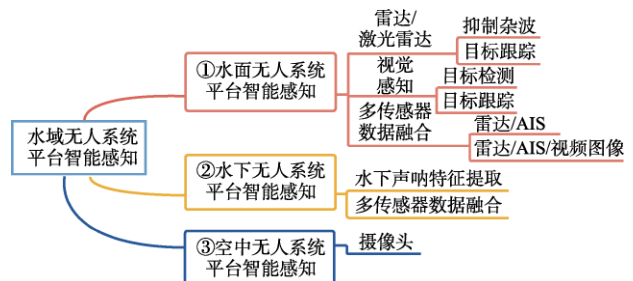 水域无人系统
平台智能感知
①水面无人系统
平台智能感知
雷达/
激光雷达
抑制杂波
目标跟踪
视觉
感知
目标检测
目标跟踪
多传感器
数据融合
雷达/AIS
雷达/AIS/视频图像
②水下无人系统
平台智能感知
水下声呐特征提取
多传感器数据融合
③空中无人系统
平台智能感知
摄像头